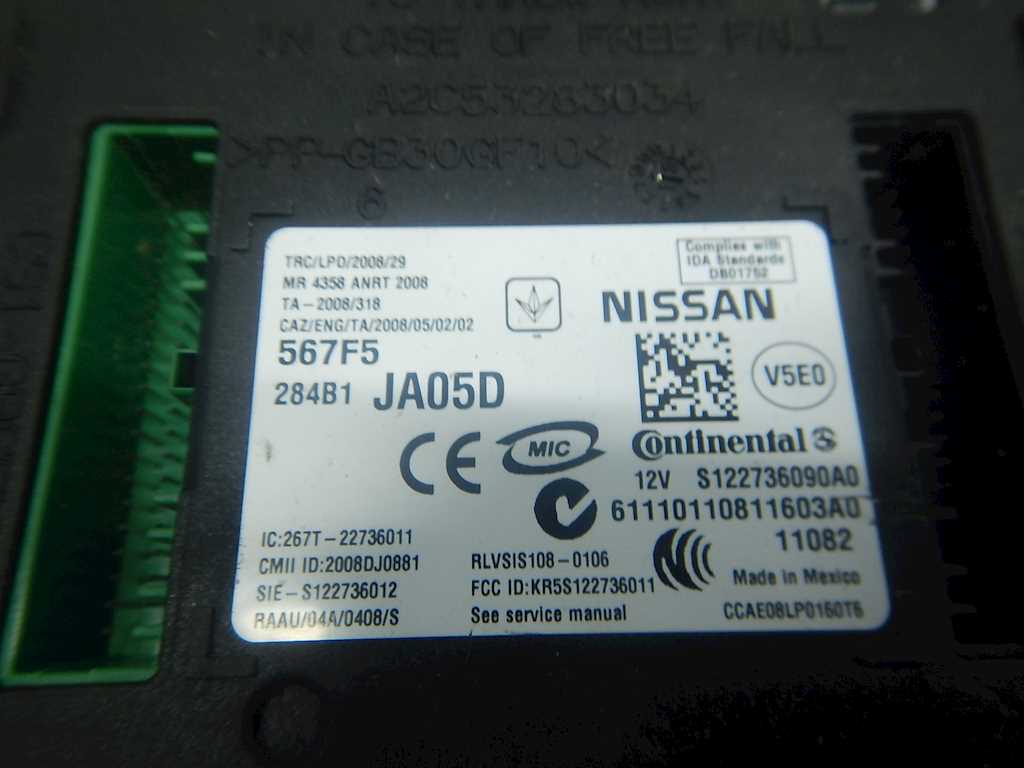 IN CASE OF FREE FALL
A2C53283034
>PP-GB30GF10<
6
TRC/LPD/2008/29
MR 4358 ANRT 2008
TA-2008/318
CAZ/ENG/TA/2008/05/02/02
567F5
284B1 JA05D
Complies with
IDA Standards
DB01752
NISSAN
V5E0
CE
MIC
Continental
12V S122736090A0
61110110811603A0
11082
IC:267T-22736011
CMII ID:2008DJ0881
SIE-S122736012
RAAU/04A/0408/S
RLVSIS108-0106
FCC ID:KR5S122736011
See service manual
Made in Mexico
CCAE08LP0160T6